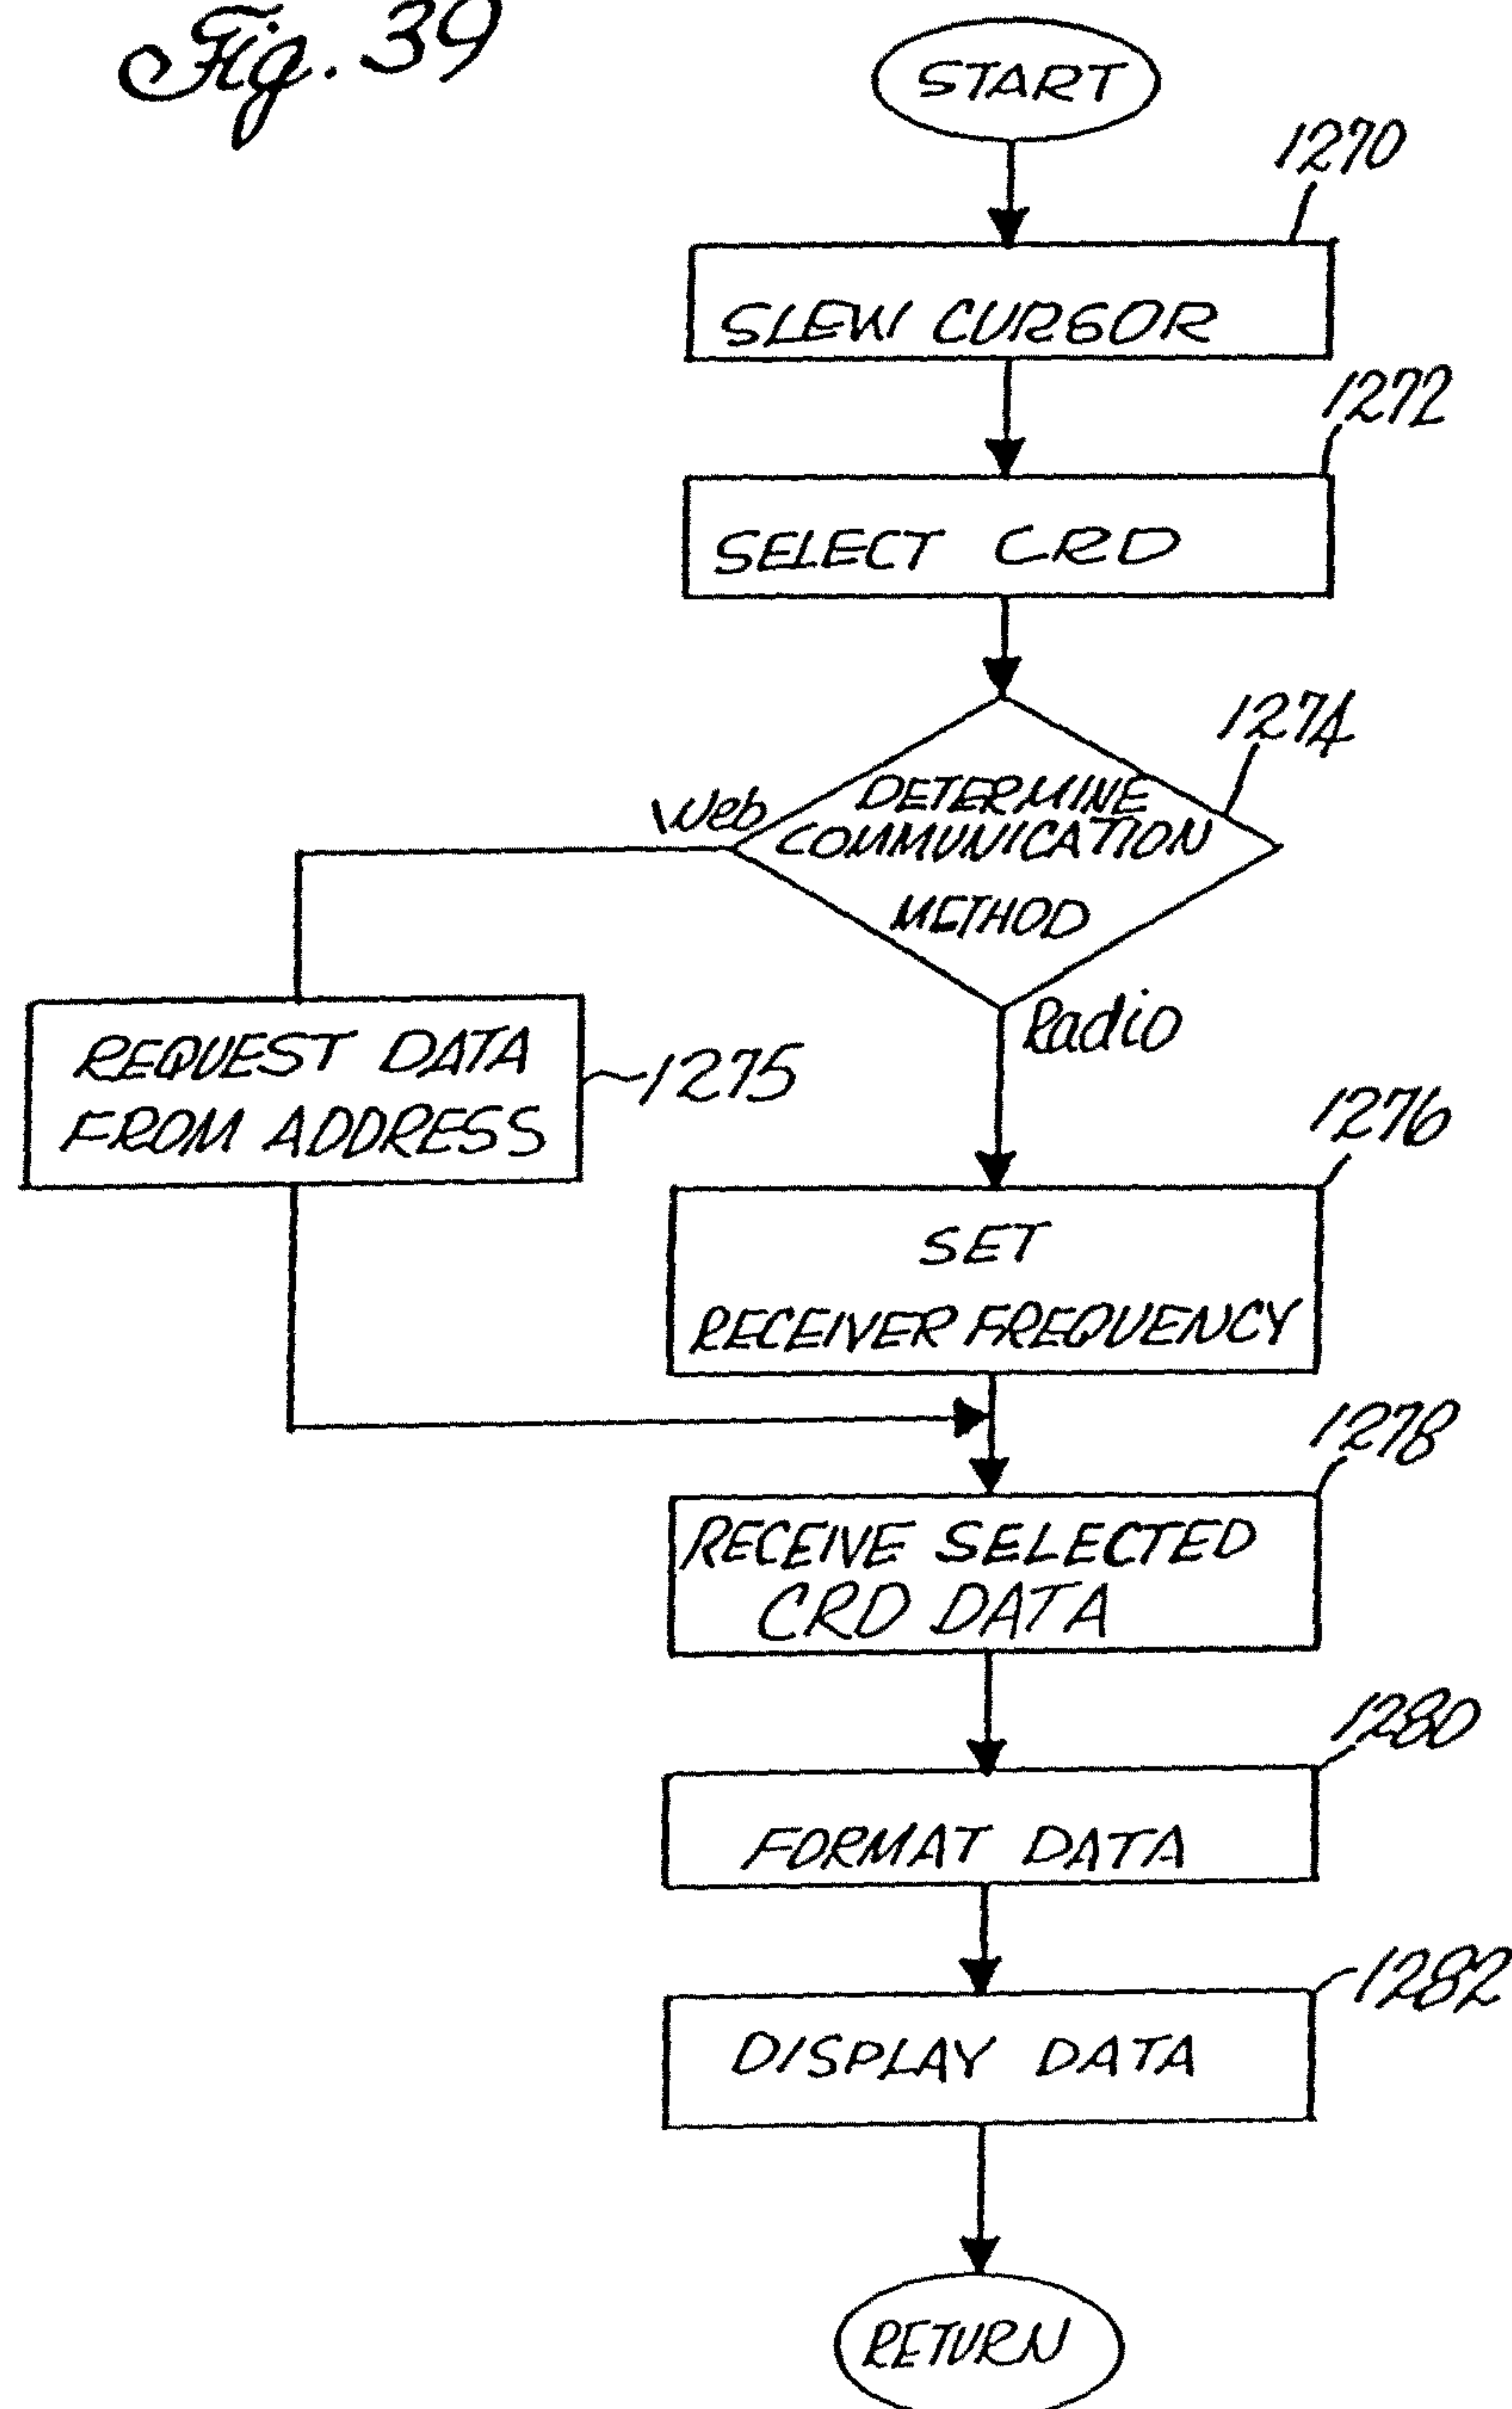 Fig. 39
START
1270
SLEW CURSOR
1272
SELECT CRD
1274
Web
DETERMINE
COMMUNICATION
METHOD
Radio
REQUEST DATA
FROM ADDRESS
1275
1276
SET
RECEIVER FREQUENCY
1278
RECEIVE SELECTED
CRD DATA
1280
FORMAT DATA
1282
DISPLAY DATA
RETURN